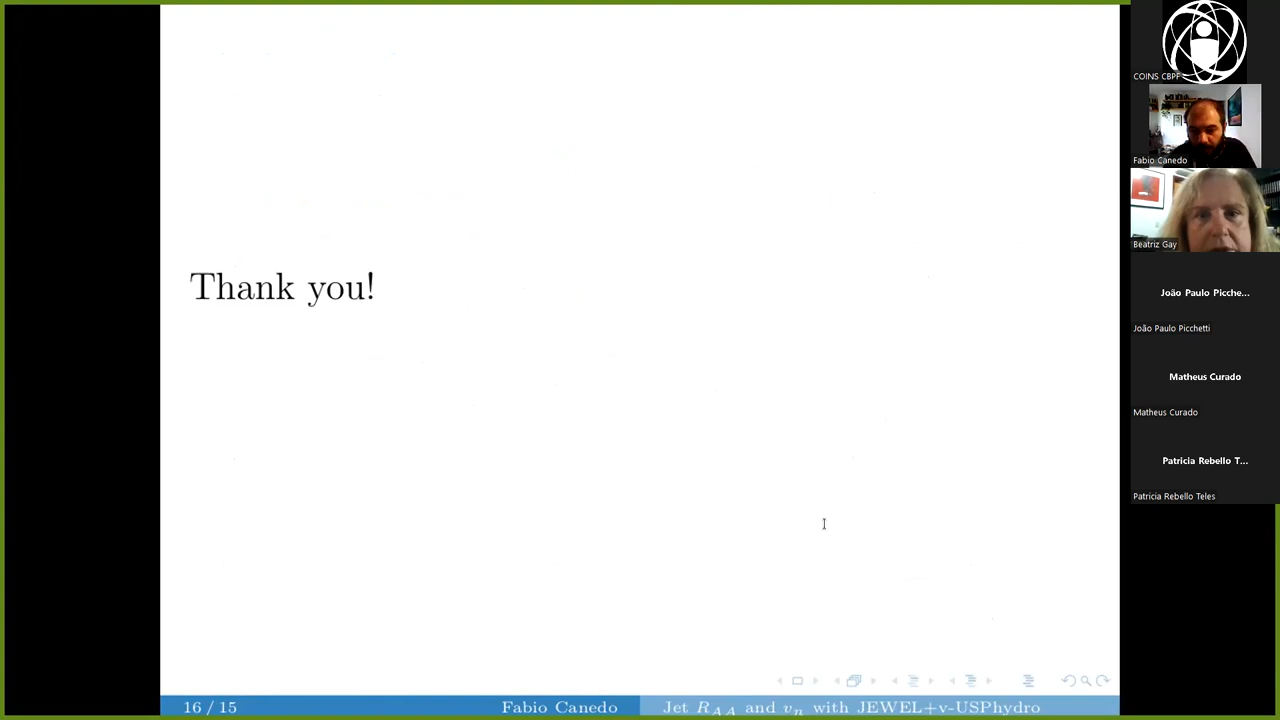 Thank you!
16 / 15
Fabio Canedo
Jet R_AA and v_n with JEWEL+v-USPhydro
COINS CBPF
Fabio Canedo
Beatriz Gay
João Paulo Picche...
João Paulo Picchetti
Matheus Curado
Matheus Curado
Patricia Rebello T...
Patricia Rebello Teles